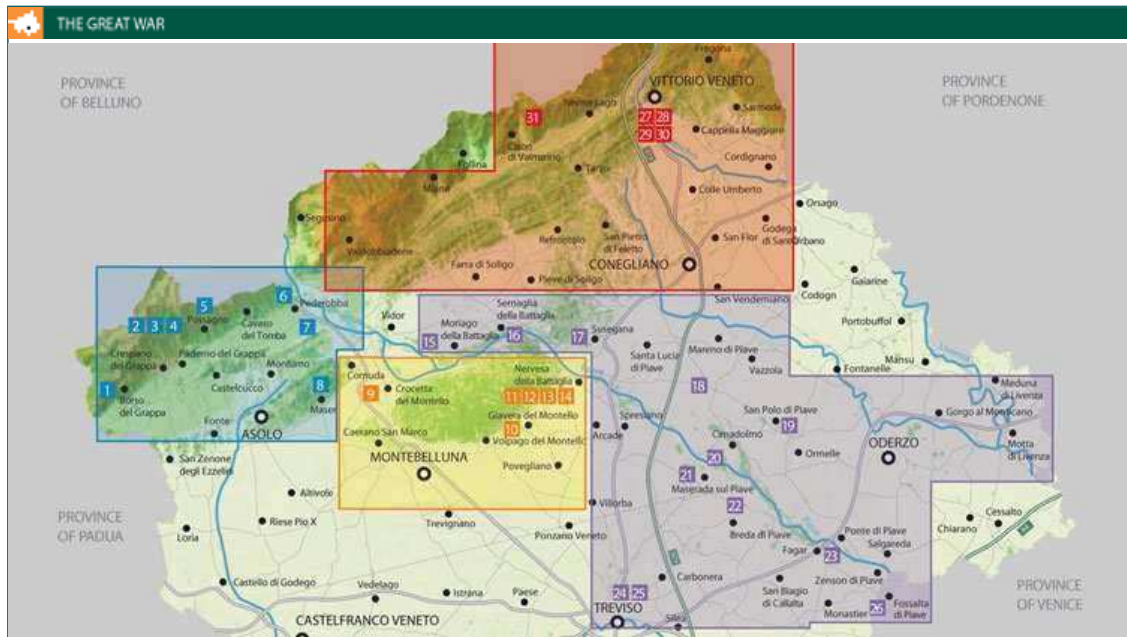 THE GREAT WAR
PROVINCE
OF BELLUNO
PROVINCE
OF PORDENONE
Fregona
VITTORIO VENETO
Sarmede
31
27 28
29 30
Cappella Maggiore
Cison
di Valmarino
Follina
Cordignano
Tarzo
Miane
Colle Umberto
Orsago
Segusino
Valdobbiadene
Refrontolo
San Pietro
di Feletto
San Fior
Godega
di Sant'Urbano
Farra di Soligo
Pieve di Soligo
CONEGLIANO
Gaiarine
Codogn
San Vendemiano
Portobuffol
2 3 4
5
6
Pederobba
7
Possagno
Cavaso
del Tomba
Vidor
15
Moriago
della Battaglia
Sernaglia
della Battaglia
16
17
Susegana
Santa Lucia
di Piave
Mareno di Piave
Vazzola
Fontanelle
Mansu
Crespano
del Grappa
Paderno del Grappa
Monfumo
Castelcucco
1
Borso
del Grappa
8
Maser
Cornuda
9
Crocetta
del Montello
Nervesa
della Battaglia
11 12 13 14
Giavera del Montello
10
18
Meduna
di Livenza
Gorgo al Monticano
Motta
di Livenza
Fonte
ASOLO
Caerano San Marco
Volpago del Montello
Arcade
Spresiano
San Polo di Piave
19
Cimadolmo
ODERZO
San Zenone
degli Ezzelini
MONTEBELLUNA
Povegliano
20
Ormelle
21
Maserada sul Piave
Altivole
Villorba
22
Chiarano
Cessalto
PROVINCE
OF PADUA
Loria
Riese Pio X
Trevignano
Ponzano Veneto
Breda di Piave
Ponte di Piave
Fagar
23
Salgareda
Castello di Godego
Vedelago
Istrana
Paese
24 25
Carbonera
San Biagio
di Callalta
Zenson di Piave
PROVINCE
OF VENICE
CASTELFRANCO VENETO
TREVISO
Silea
Monastier
26
Fossalta
di Piave